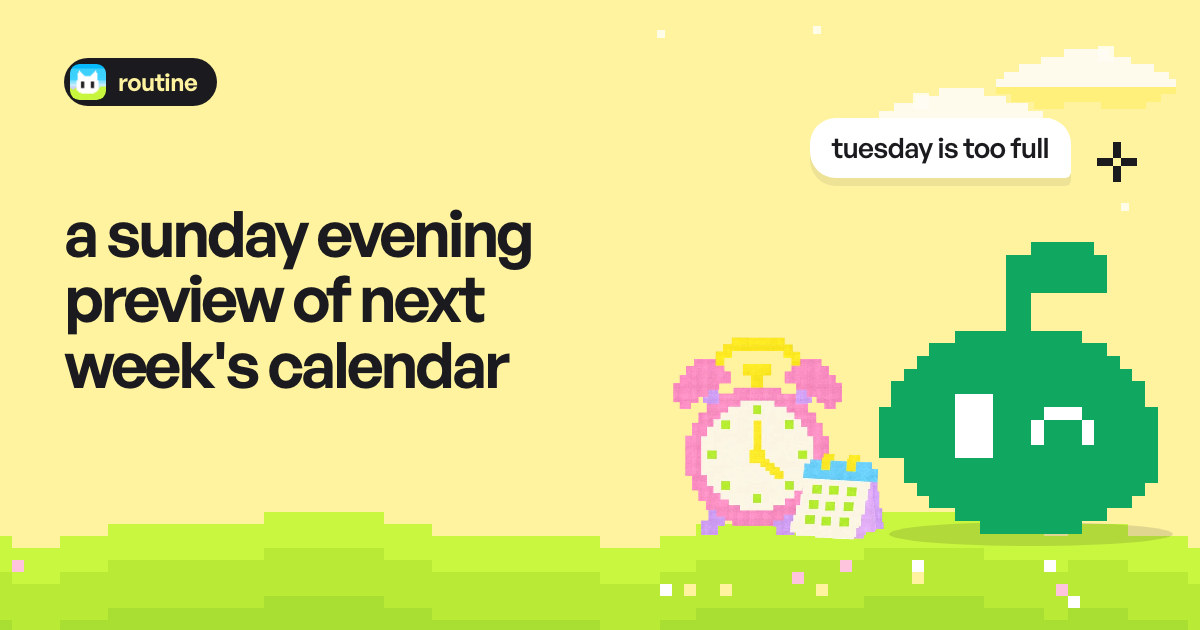 routine
tuesday is too full
a sunday evening
preview of next
week's calendar